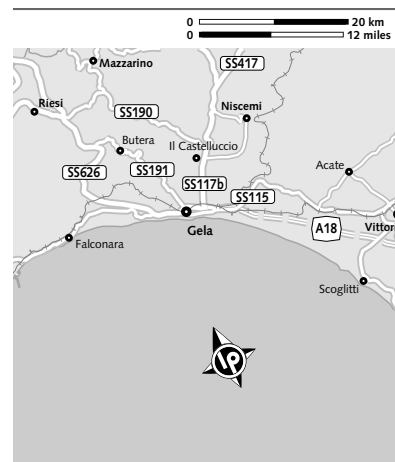 0 20 km
0 12 miles
Mazzarino
SS417
Riesi
SS190
Niscemi
Butera
Il Castelluccio
Acate
SS626
SS191
SS117b
SS115
Gela
A18
Vittor
Falconara
Scoglitti